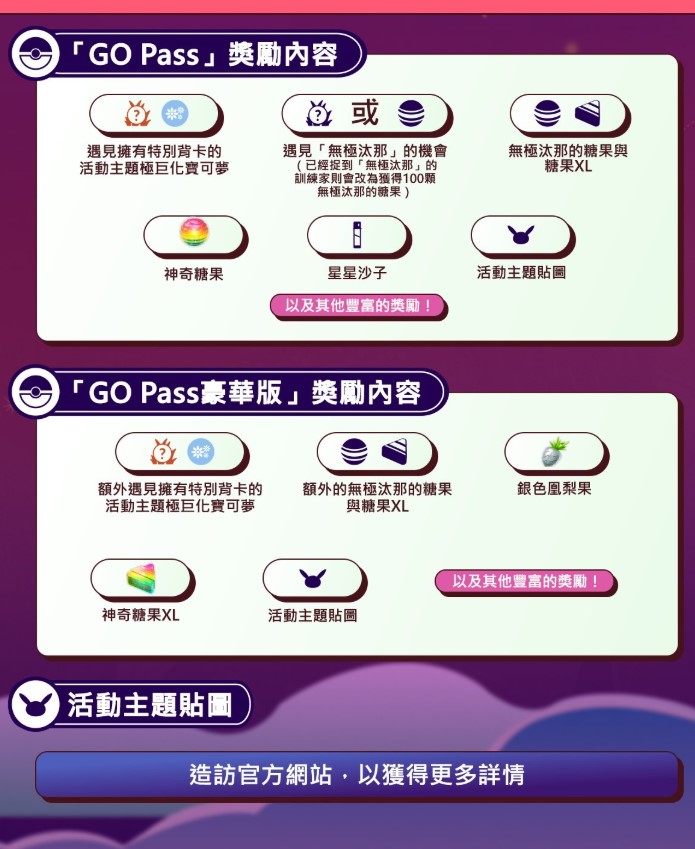 「GO Pass」獎勵內容
或
遇見擁有特別背卡的
活動主題極巨化寶可夢
遇見「無極汰那」的機會
(已經捉到「無極汰那」的
訓練家則會改為獲得100顆
無極汰那的糖果)
無極汰那的糖果與
糖果XL
神奇糖果
星星沙子
活動主題貼圖
以及其他豐富的獎勵！
「GO Pass豪華版」獎勵內容
額外遇見擁有特別背卡的
活動主題極巨化寶可夢
額外的無極汰那的糖果
與糖果XL
銀色凰梨果
神奇糖果XL
活動主題貼圖
以及其他豐富的獎勵！
活動主題貼圖
造訪官方網站，以獲得更多詳情